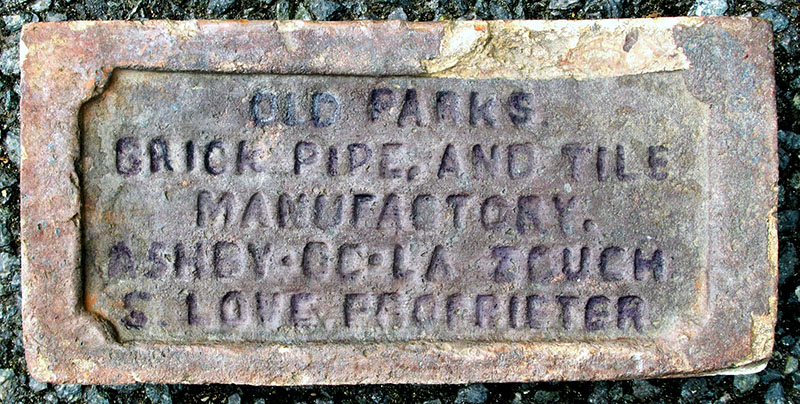 OLD PARKS.
BRICK PIPE, AND TILE
MANUFACTORY.
ASHBY·DE·LA ZOUCH
S. LOVE. PROPRIETER.